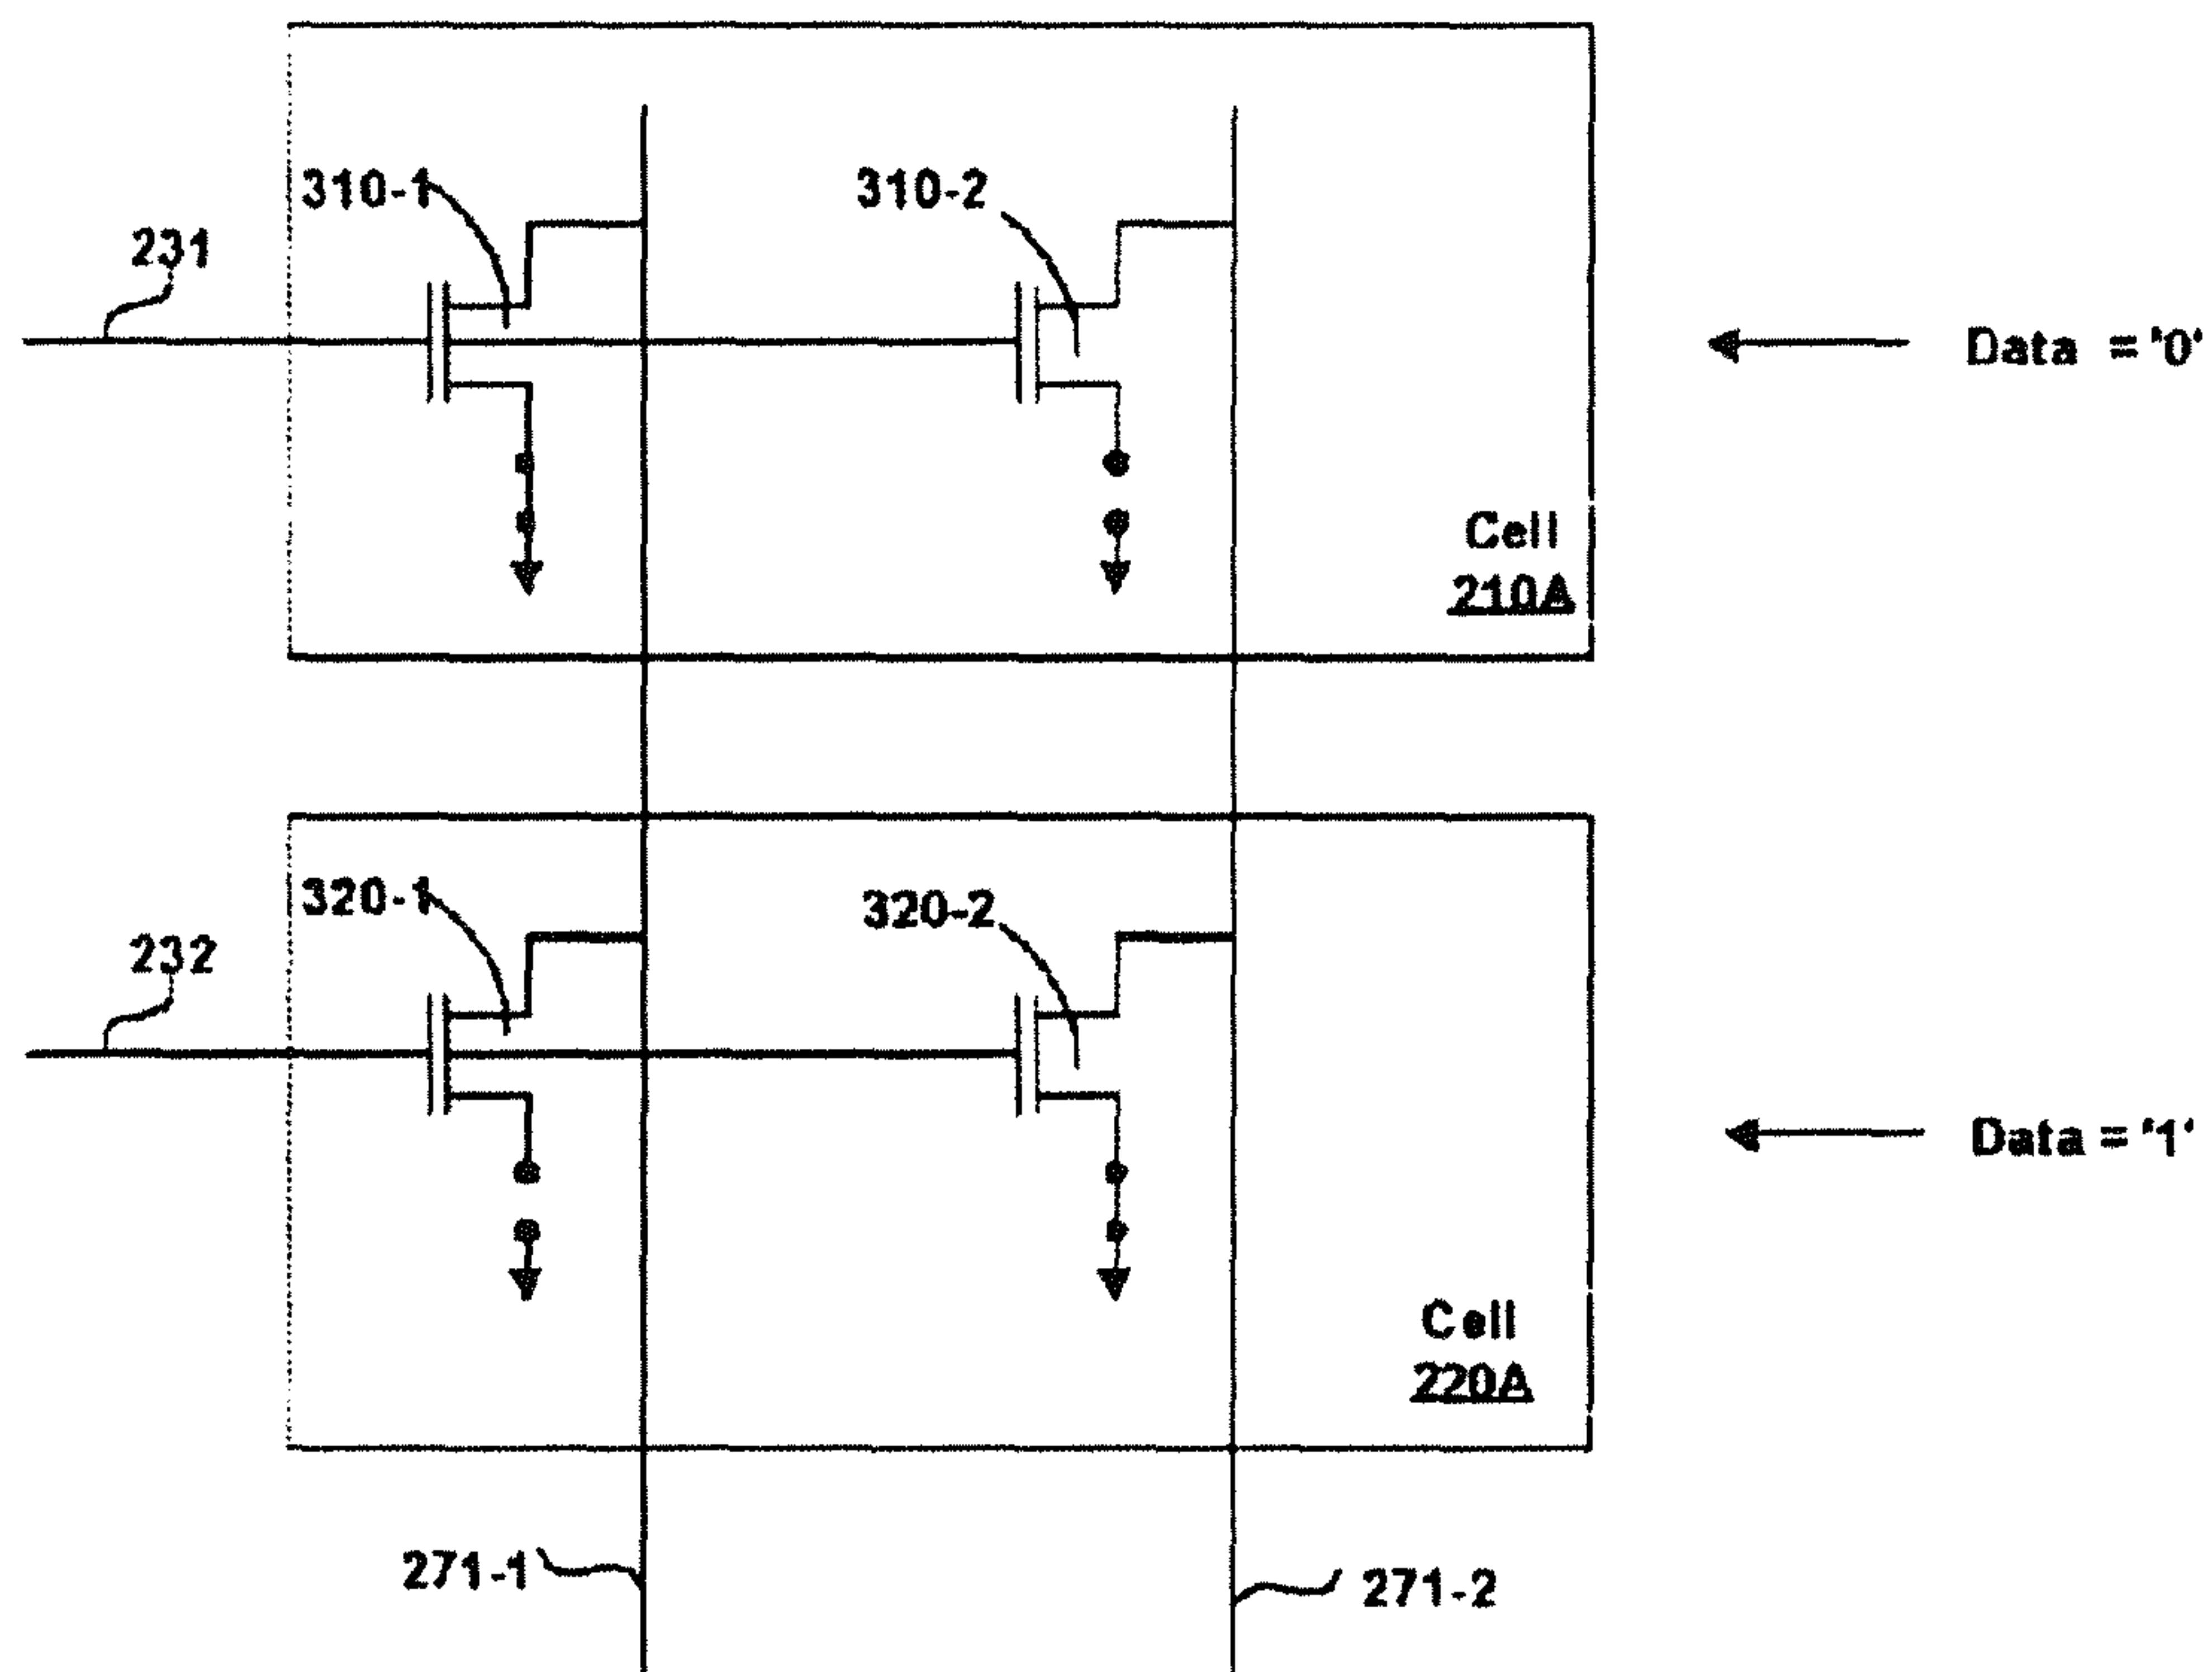 310-1
310-2
231
Data = '0'
Cell
210A
320-1
320-2
232
Data = '1'
Cell
220A
271-1
271-2